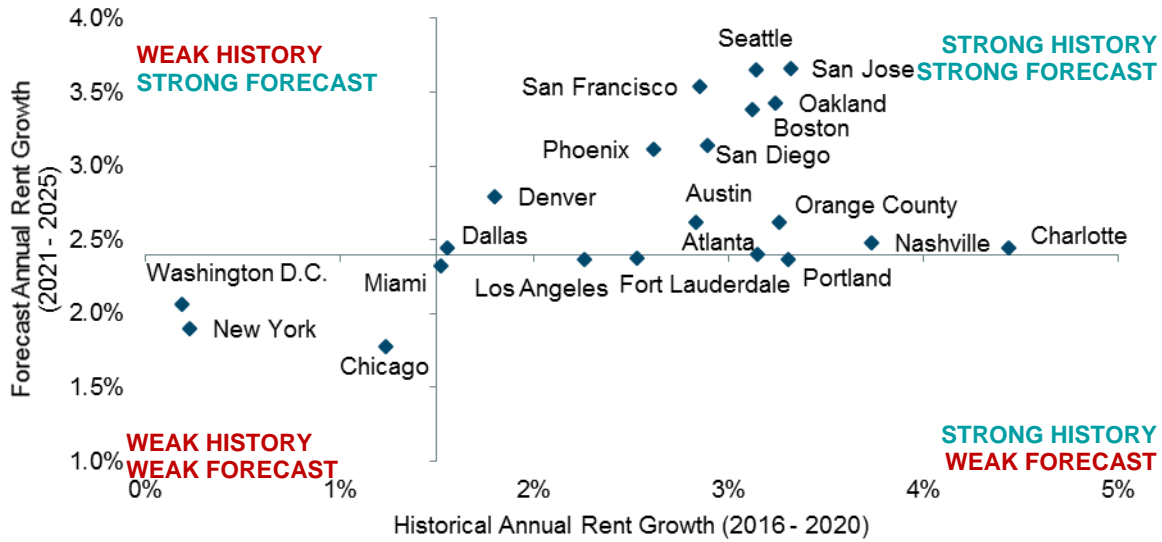 4.0%
WEAK HISTORY
STRONG FORECAST
Seattle
STRONG HISTORY
STRONG FORECAST
San Jose
3.5%
San Francisco
Oakland
Boston
3.0%
Phoenix
San Diego
Denver
Austin
Orange County
2.5%
Dallas
Atlanta
Nashville
Charlotte
Washington D.C.
Miami
Los Angeles
Fort Lauderdale
Portland
2.0%
New York
Chicago
1.5%
WEAK HISTORY
WEAK FORECAST
STRONG HISTORY
WEAK FORECAST
1.0%
0%
1%
2%
3%
4%
5%
Historical Annual Rent Growth (2016 - 2020)
Forecast Annual Rent Growth
(2021 - 2025)